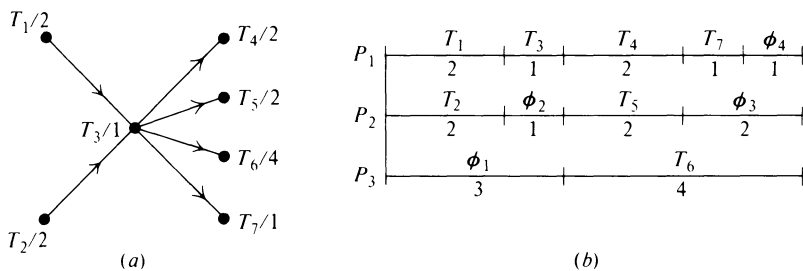 T₁/2
T₂/2
T₃/1
T₄/2
T₅/2
T₆/4
T₇/1
(a)
P₁ T₁ T₃ T₄ T₇ ϕ₄
2 1 2 1 1
P₂ T₂ ϕ₂ T₅ ϕ₃
2 1 2 2
P₃ ϕ₁ T₆
3 4
(b)